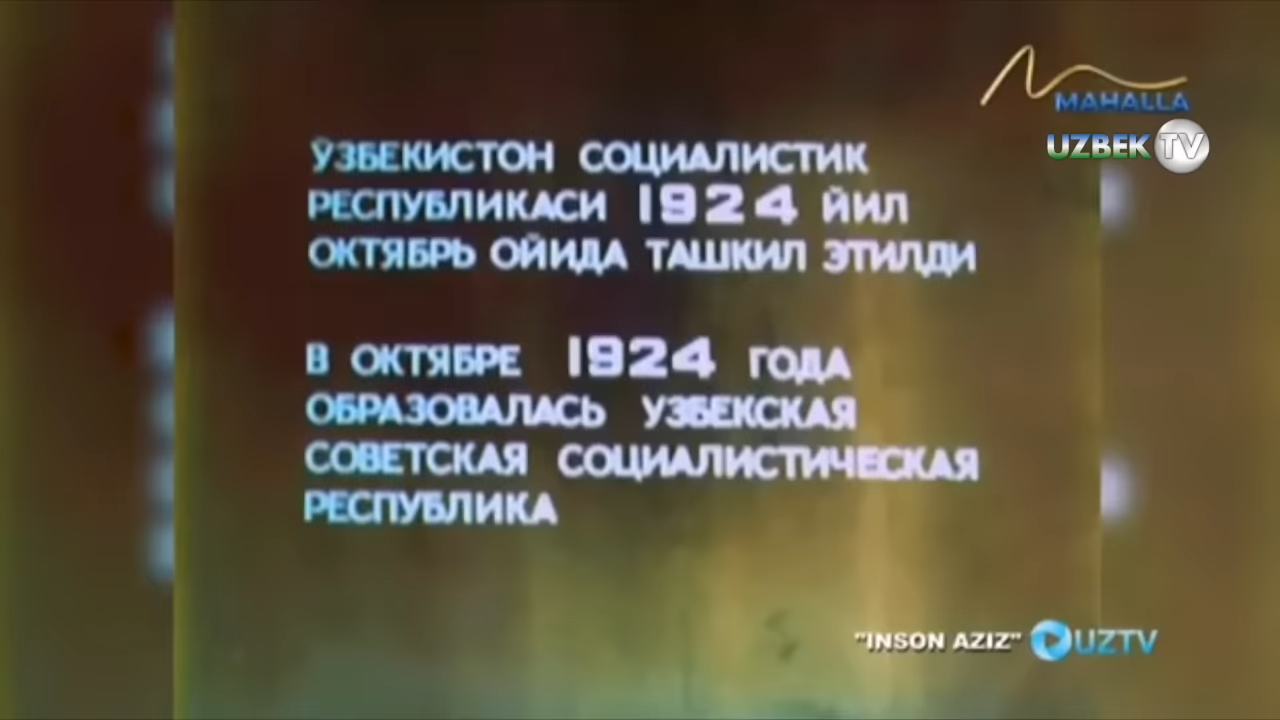 MAHALLA
UZBEK TV
ЎЗБЕКИСТОН СОЦИАЛИСТИК
РЕСПУБЛИКАСИ 1924 ЙИЛ
ОКТЯБРЬ ОЙИДА ТАШКИЛ ЭТИЛДИ
В ОКТЯБРЕ 1924 ГОДА
ОБРАЗОВАЛАСЬ УЗБЕКСКАЯ
СОВЕТСКАЯ СОЦИАЛИСТИЧЕСКАЯ
РЕСПУБЛИКА
"INSON AZIZ" UZTV